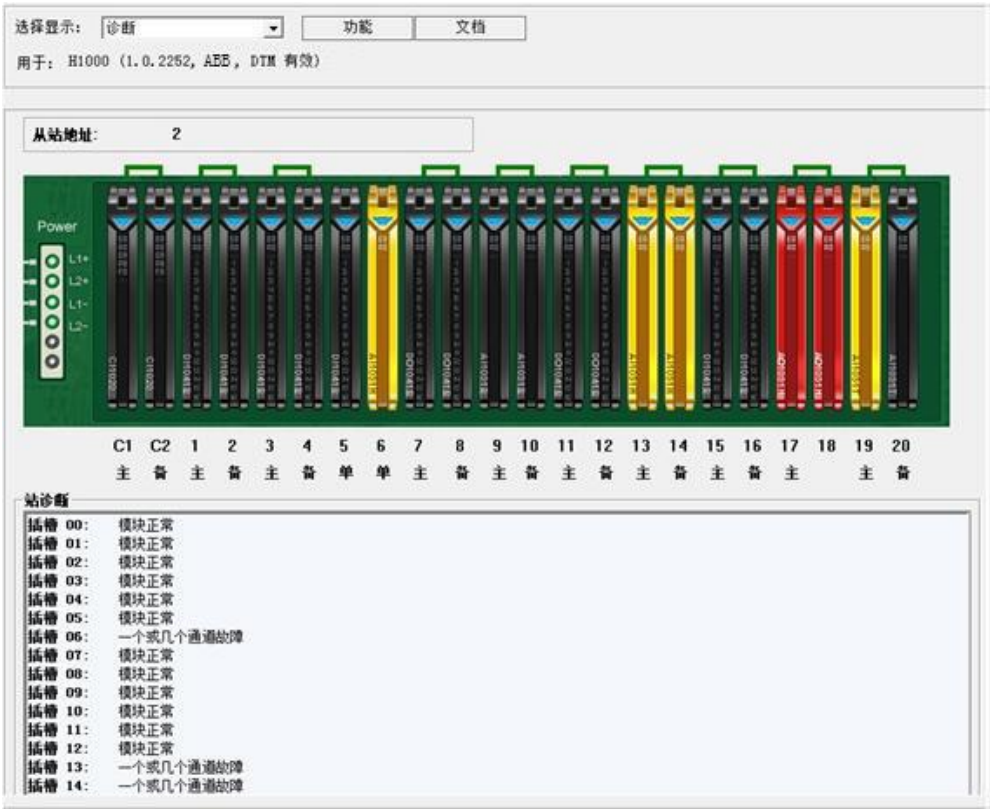 选择显示： 诊断 功能 文档
用于： H1000 (1.0.2252, ABB, DTM 有效)
从站地址： 2
Power
L1+
L2+
L1-
L2-
C1 C2 1 2 3 4 5 6 7 8 9 10 11 12 13 14 15 16 17 18 19 20
主 备 主 备 主 备 单 单 主 备 主 备 主 备 主 备 主 备 主 主 备
站诊断
插槽 00： 模块正常
插槽 01： 模块正常
插槽 02： 模块正常
插槽 03： 模块正常
插槽 04： 模块正常
插槽 05： 模块正常
插槽 06： 一个或几个通道故障
插槽 07： 模块正常
插槽 08： 模块正常
插槽 09： 模块正常
插槽 10： 模块正常
插槽 11： 模块正常
插槽 12： 模块正常
插槽 13： 一个或几个通道故障
插槽 14： 一个或几个通道故障